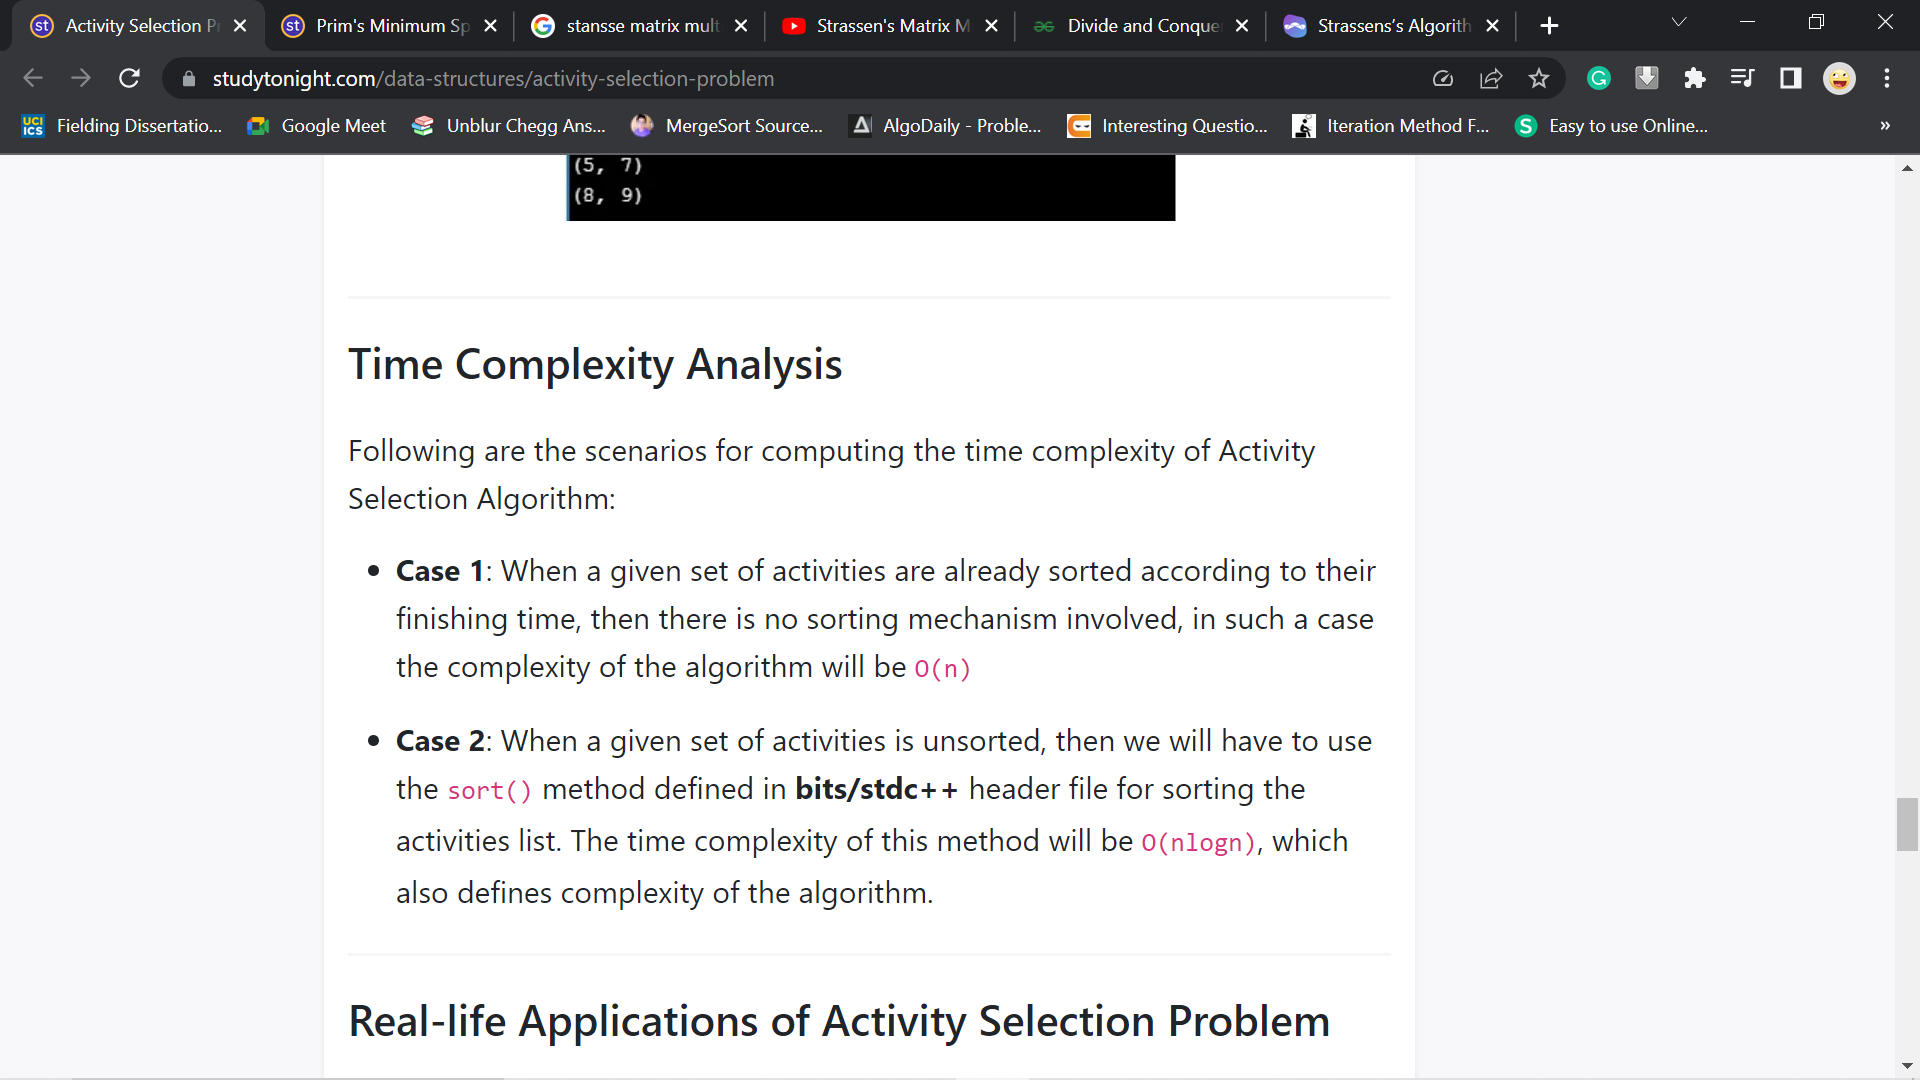 Activity Selection Pr
Prim's Minimum Sp
stansse matrix mult
Strassen's Matrix M
Divide and Conque
Strassens’s Algorith
studytonight.com/data-structures/activity-selection-problem
UCI ICS Fielding Dissertatio...
Google Meet
Unblur Chegg Ans...
MergeSort Source...
AlgoDaily - Proble...
Interesting Questio...
Iteration Method F...
Easy to use Online...
(5, 7)
(8, 9)
Time Complexity Analysis
Following are the scenarios for computing the time complexity of Activity
Selection Algorithm:
Case 1: When a given set of activities are already sorted according to their
finishing time, then there is no sorting mechanism involved, in such a case
the complexity of the algorithm will be O(n)
Case 2: When a given set of activities is unsorted, then we will have to use
the sort() method defined in bits/stdc++ header file for sorting the
activities list. The time complexity of this method will be O(nlogn), which
also defines complexity of the algorithm.
Real-life Applications of Activity Selection Problem